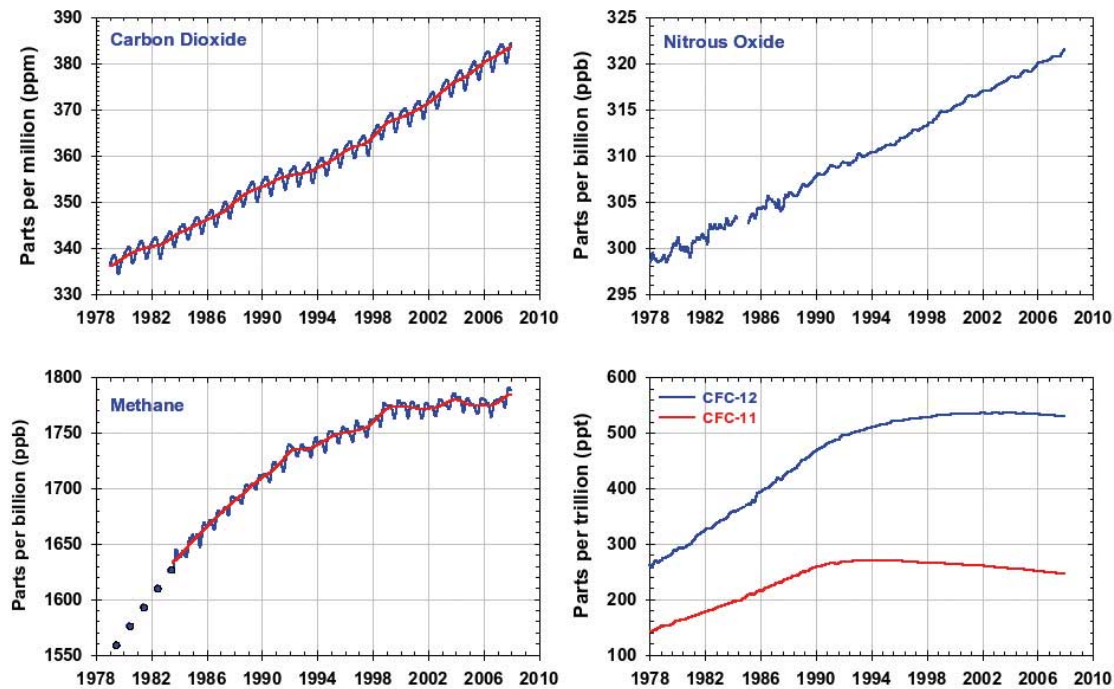 Carbon Dioxide
Parts per million (ppm)
390
380
370
360
350
340
330
1978 1982 1986 1990 1994 1998 2002 2006 2010
Nitrous Oxide
Parts per billion (ppb)
325
320
315
310
305
300
295
1978 1982 1986 1990 1994 1998 2002 2006 2010
Methane
Parts per billion (ppb)
1800
1750
1700
1650
1600
1550
1978 1982 1986 1990 1994 1998 2002 2006 2010
CFC-12
CFC-11
Parts per trillion (ppt)
600
500
400
300
200
100
1978 1982 1986 1990 1994 1998 2002 2006 2010